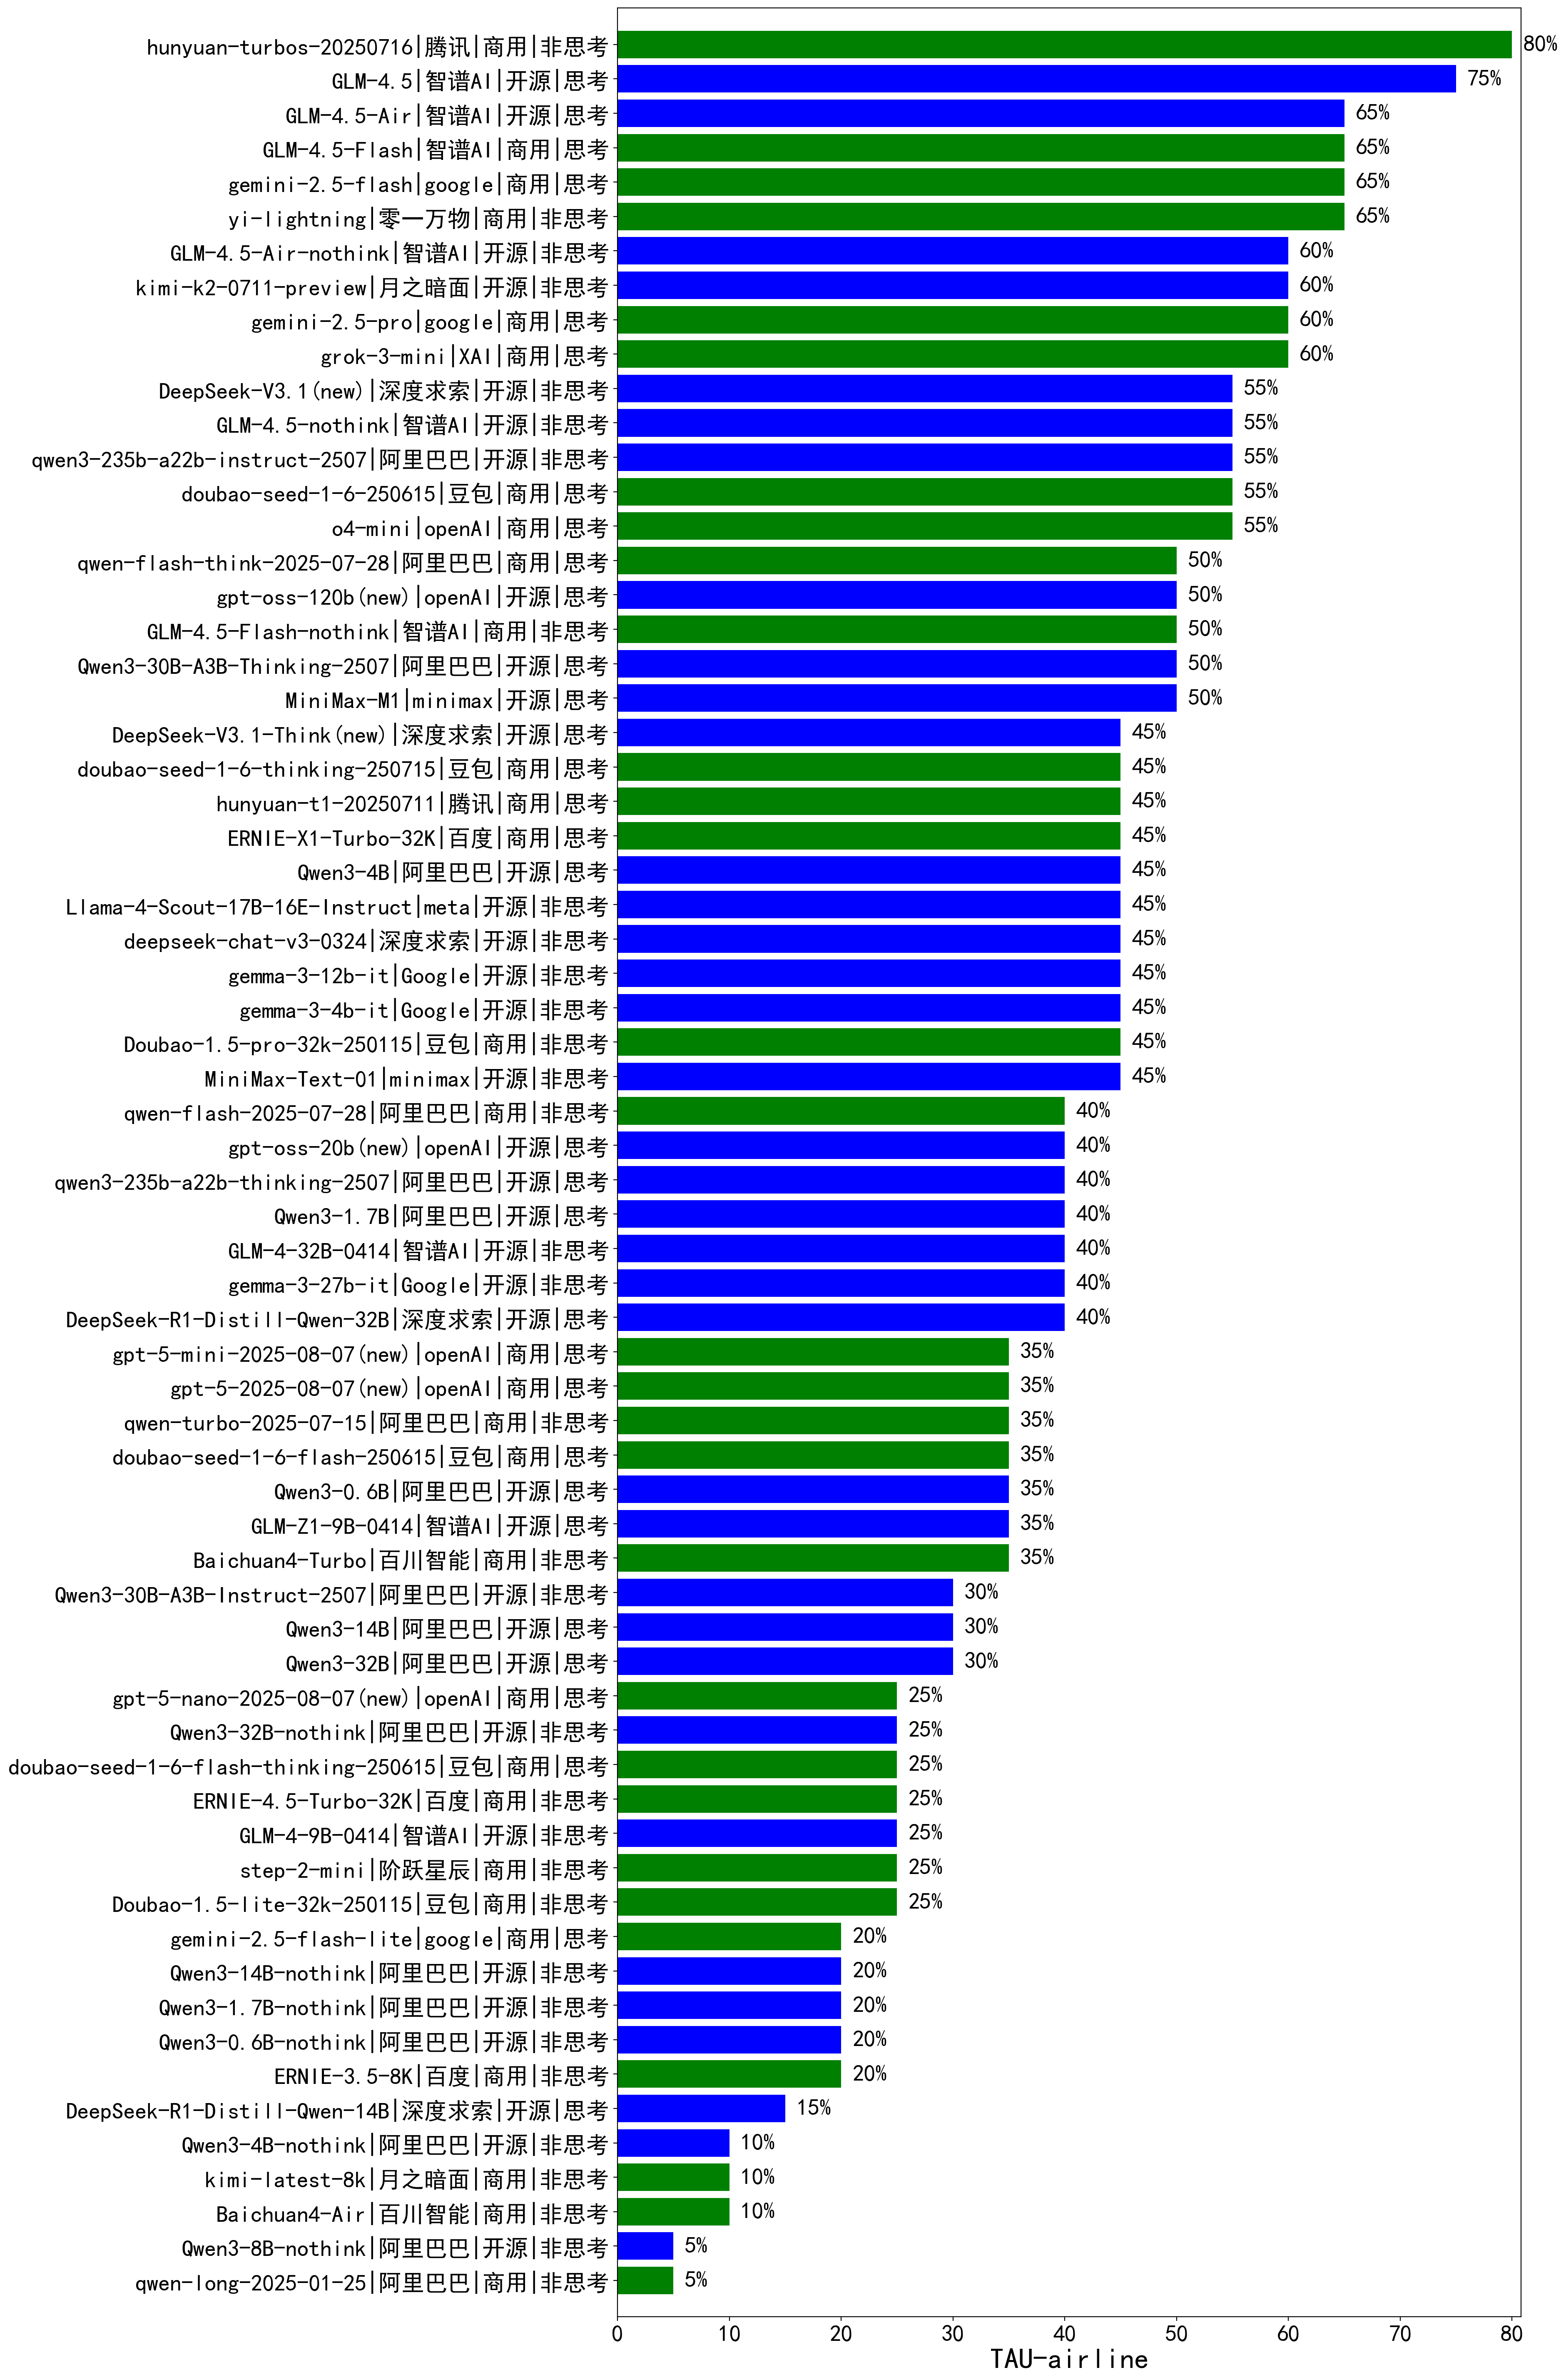 hunyuan-turbos-20250716|腾讯|商用|非思考 80%
GLM-4.5|智谱AI|开源|思考 75%
GLM-4.5-Air|智谱AI|开源|思考 65%
GLM-4.5-Flash|智谱AI|商用|思考 65%
gemini-2.5-flash|google|商用|思考 65%
yi-lightning|零一万物|商用|非思考 65%
GLM-4.5-Air-nothink|智谱AI|开源|非思考 60%
kimi-k2-0711-preview|月之暗面|开源|非思考 60%
gemini-2.5-pro|google|商用|思考 60%
grok-3-mini|XAI|商用|思考 60%
DeepSeek-V3.1(new)|深度求索|开源|非思考 55%
GLM-4.5-nothink|智谱AI|开源|非思考 55%
qwen3-235b-a22b-instruct-2507|阿里巴巴|开源|非思考 55%
doubao-seed-1-6-250615|豆包|商用|思考 55%
o4-mini|openAI|商用|思考 55%
qwen-flash-think-2025-07-28|阿里巴巴|商用|思考 50%
gpt-oss-120b(new)|openAI|开源|思考 50%
GLM-4.5-Flash-nothink|智谱AI|商用|非思考 50%
Qwen3-30B-A3B-Thinking-2507|阿里巴巴|开源|思考 50%
MiniMax-M1|minimax|开源|思考 50%
DeepSeek-V3.1-Think(new)|深度求索|开源|思考 45%
doubao-seed-1-6-thinking-250715|豆包|商用|思考 45%
hunyuan-t1-20250711|腾讯|商用|思考 45%
ERNIE-X1-Turbo-32K|百度|商用|思考 45%
Qwen3-4B|阿里巴巴|开源|思考 45%
Llama-4-Scout-17B-16E-Instruct|meta|开源|非思考 45%
deepseek-chat-v3-0324|深度求索|开源|非思考 45%
gemma-3-12b-it|Google|开源|非思考 45%
gemma-3-4b-it|Google|开源|非思考 45%
Doubao-1.5-pro-32k-250115|豆包|商用|非思考 45%
MiniMax-Text-01|minimax|开源|非思考 45%
qwen-flash-2025-07-28|阿里巴巴|商用|非思考 40%
gpt-oss-20b(new)|openAI|开源|思考 40%
qwen3-235b-a22b-thinking-2507|阿里巴巴|开源|思考 40%
Qwen3-1.7B|阿里巴巴|开源|思考 40%
GLM-4-32B-0414|智谱AI|开源|非思考 40%
gemma-3-27b-it|Google|开源|非思考 40%
DeepSeek-R1-Distill-Qwen-32B|深度求索|开源|思考 40%
gpt-5-mini-2025-08-07(new)|openAI|商用|思考 35%
gpt-5-2025-08-07(new)|openAI|商用|思考 35%
qwen-turbo-2025-07-15|阿里巴巴|商用|非思考 35%
doubao-seed-1-6-flash-250615|豆包|商用|思考 35%
Qwen3-0.6B|阿里巴巴|开源|思考 35%
GLM-Z1-9B-0414|智谱AI|开源|思考 35%
Baichuan4-Turbo|百川智能|商用|非思考 35%
Qwen3-30B-A3B-Instruct-2507|阿里巴巴|开源|非思考 30%
Qwen3-14B|阿里巴巴|开源|思考 30%
Qwen3-32B|阿里巴巴|开源|思考 30%
gpt-5-nano-2025-08-07(new)|openAI|商用|思考 25%
Qwen3-32B-nothink|阿里巴巴|开源|非思考 25%
doubao-seed-1-6-flash-thinking-250615|豆包|商用|思考 25%
ERNIE-4.5-Turbo-32K|百度|商用|非思考 25%
GLM-4-9B-0414|智谱AI|开源|非思考 25%
step-2-mini|阶跃星辰|商用|非思考 25%
Doubao-1.5-lite-32k-250115|豆包|商用|非思考 25%
gemini-2.5-flash-lite|google|商用|思考 20%
Qwen3-14B-nothink|阿里巴巴|开源|非思考 20%
Qwen3-1.7B-nothink|阿里巴巴|开源|非思考 20%
Qwen3-0.6B-nothink|阿里巴巴|开源|非思考 20%
ERNIE-3.5-8K|百度|商用|非思考 20%
DeepSeek-R1-Distill-Qwen-14B|深度求索|开源|思考 15%
Qwen3-4B-nothink|阿里巴巴|开源|非思考 10%
kimi-latest-8k|月之暗面|商用|非思考 10%
Baichuan4-Air|百川智能|商用|非思考 10%
Qwen3-8B-nothink|阿里巴巴|开源|非思考 5%
qwen-long-2025-01-25|阿里巴巴|商用|非思考 5%
0 10 20 30 40 50 60 70 80
TAU-airline